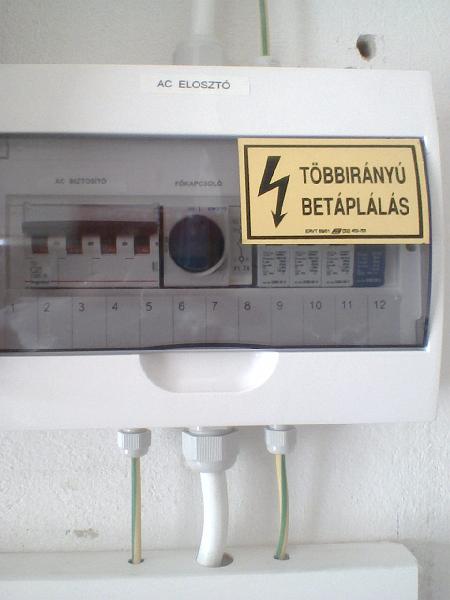 AC ELOSZTÓ
TÖBBIRÁNYÚ
BETÁPLÁLÁS
AC BIZTOSÍTÓ
FŐKAPCSOLÓ
1 2 3 4 5 6 7 8 9 10 11 12